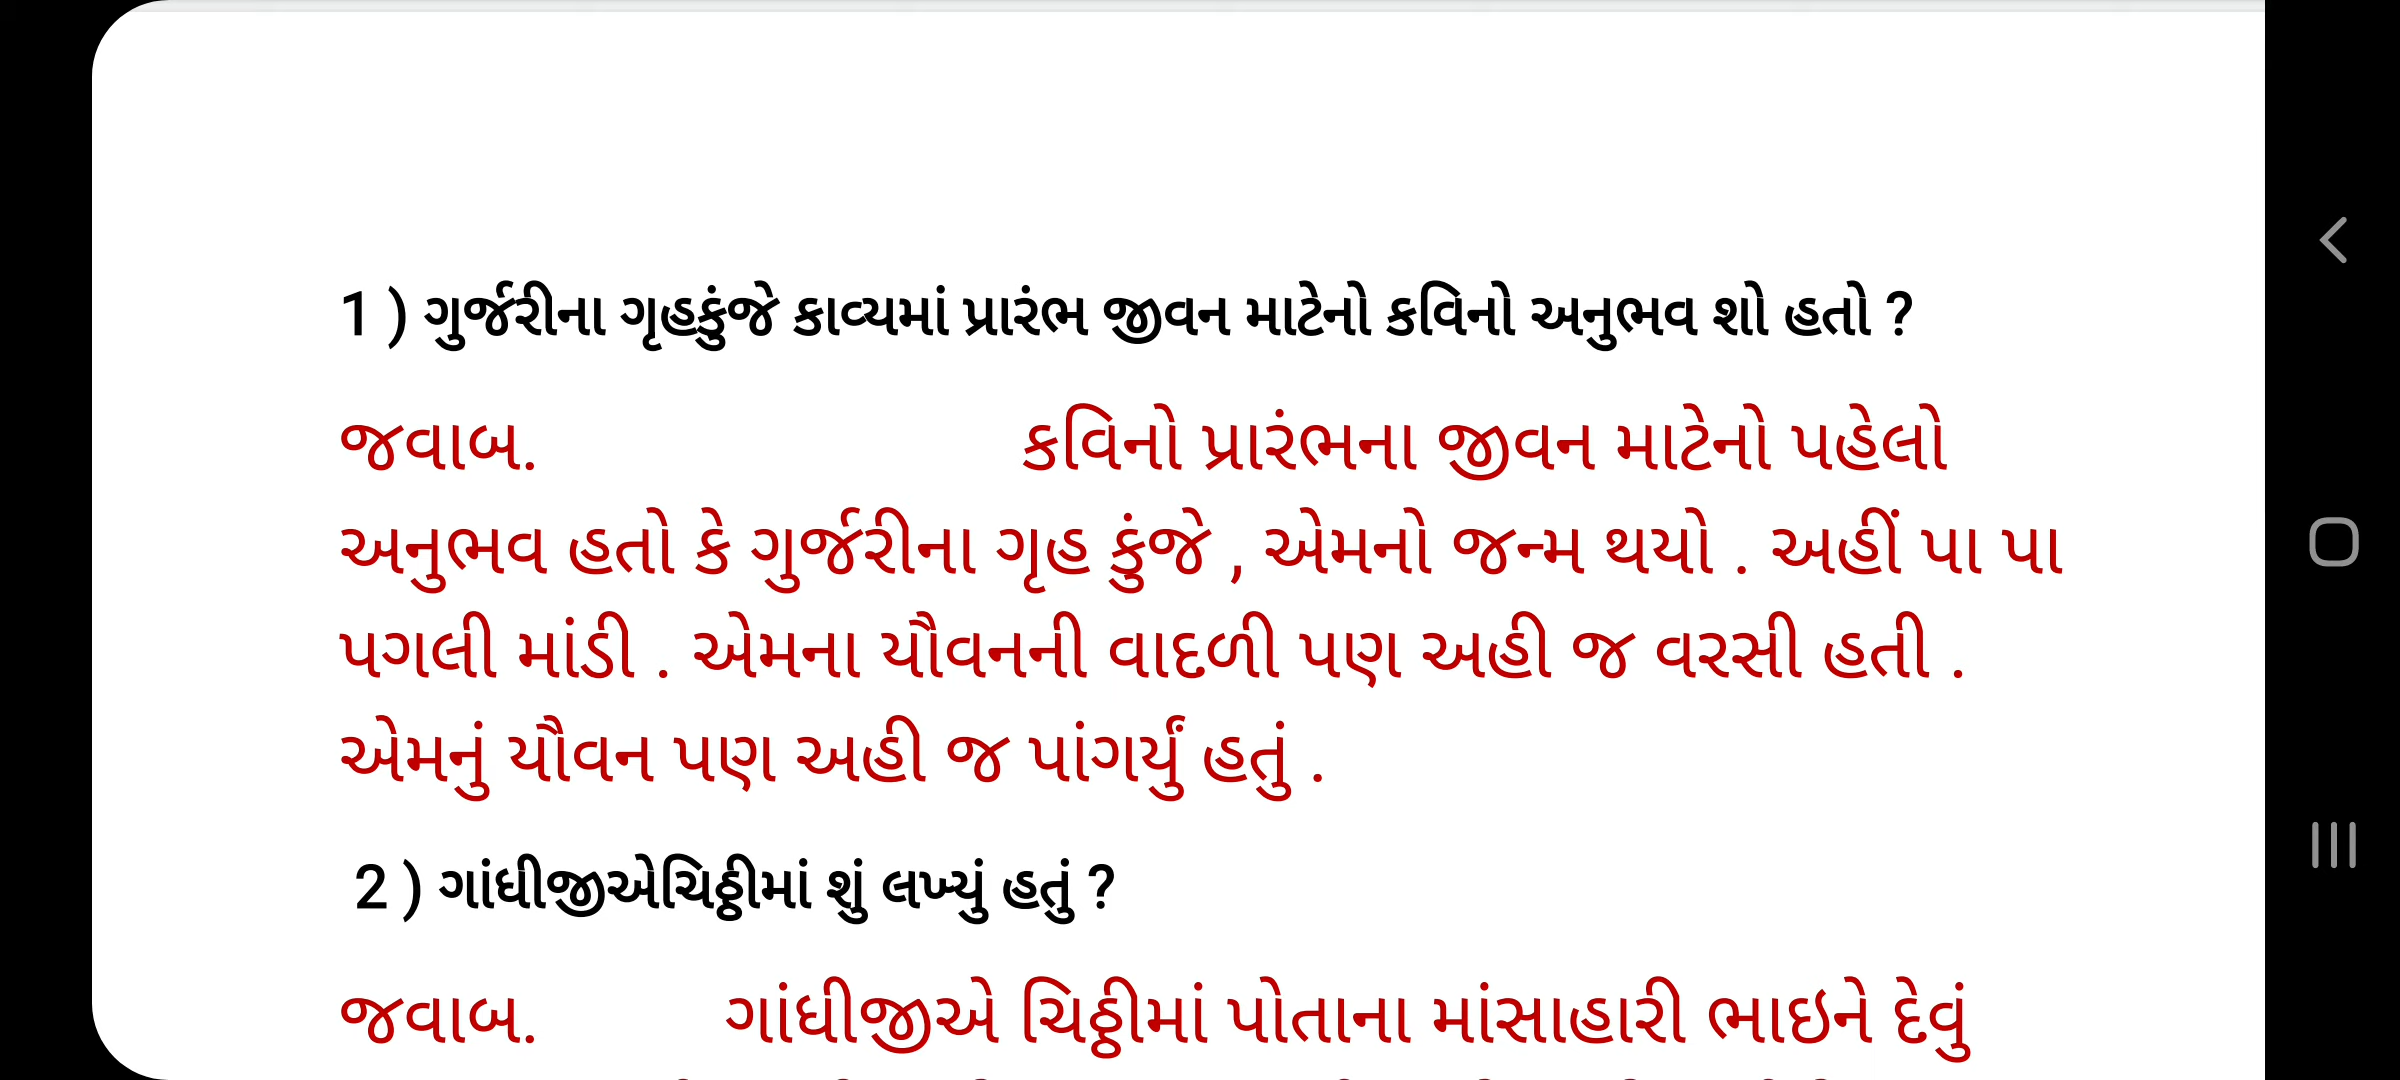 1 ) ગુર્જરીના ગૃહકુંજે કાવ્યમાં પ્રારંભ જીવન માટેનો કવિનો અનુભવ શો હતો ?
જવાબ. કવિનો પ્રારંભના જીવન માટેનો પહેલો
અનુભવ હતો કે ગુર્જરીના ગૃહ કુંજે , એમનો જન્મ થયો . અહીં પા પા
પગલી માંડી . એમના યૌવનની વાદળી પણ અહી જ વરસી હતી .
એમનું યૌવન પણ અહી જ પાંગર્યું હતું .
2 ) ગાંધીજીએચિઠ્ઠીમાં શું લખ્યું હતું ?
જવાબ. ગાંધીજીએ ચિઠ્ઠીમાં પોતાના માંસાહારી ભાઇને દેવું